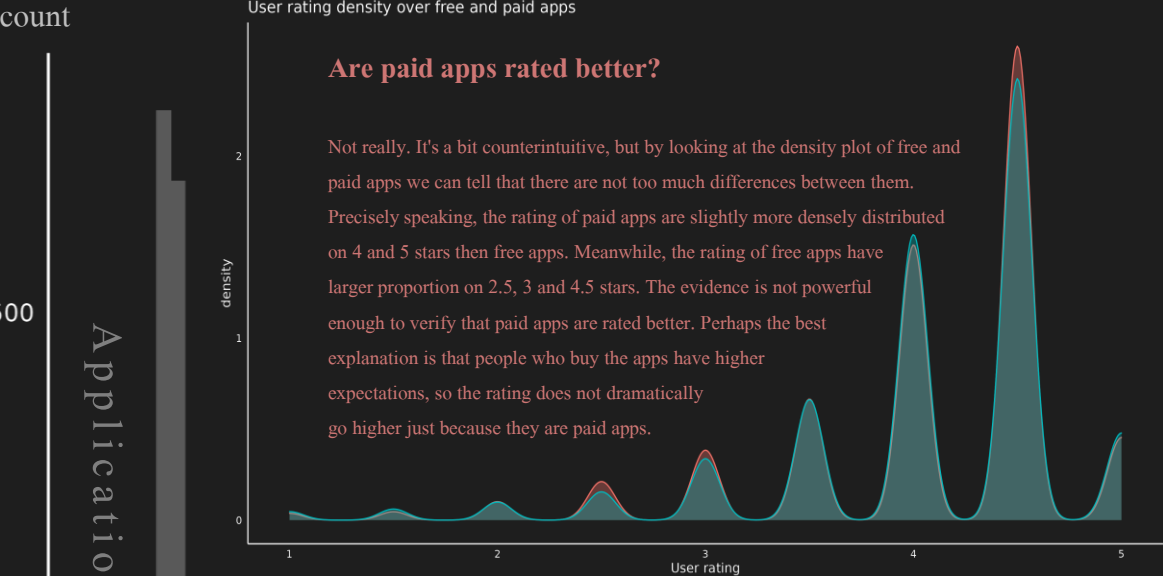 count
User rating density over free and paid apps
Are paid apps rated better?
Not really. It's a bit counterintuitive, but by looking at the density plot of free and
paid apps we can tell that there are not too much differences between them.
Precisely speaking, the rating of paid apps are slightly more densely distributed
on 4 and 5 stars then free apps. Meanwhile, the rating of free apps have
larger proportion on 2.5, 3 and 4.5 stars. The evidence is not powerful
enough to verify that paid apps are rated better. Perhaps the best
explanation is that people who buy the apps have higher
expectations, so the rating does not dramatically
go higher just because they are paid apps.
2
1
0
density
1 2 3 4 5
User rating
00
Applicatio